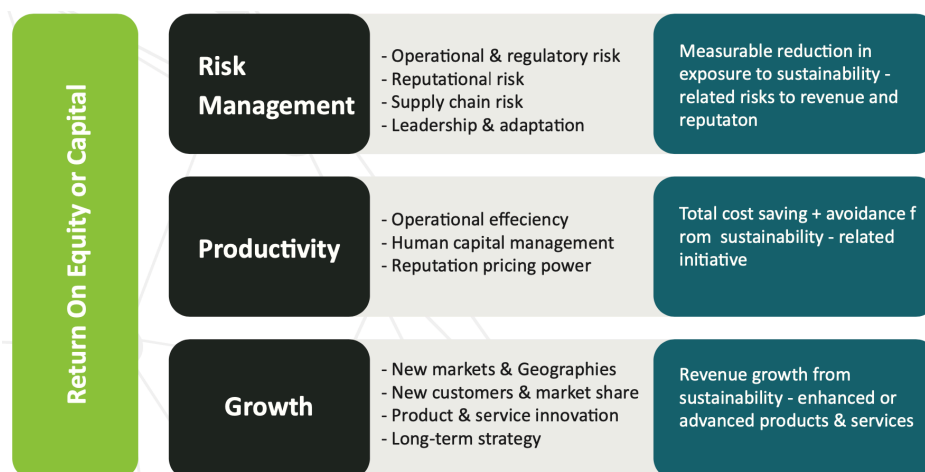 Return On Equity or Capital
Risk
Management
- Operational & regulatory risk
- Reputational risk
- Supply chain risk
- Leadership & adaptation
Measurable reduction in
exposure to sustainability -
related risks to revenue and
reputaton
Productivity
- Operational effeciency
- Human capital management
- Reputation pricing power
Total cost saving + avoidance f
rom  sustainability - related
initiative
Growth
- New markets & Geographies
- New customers & market share
- Product & service innovation
- Long-term strategy
Revenue growth from
sustainability - enhanced or
advanced products & services